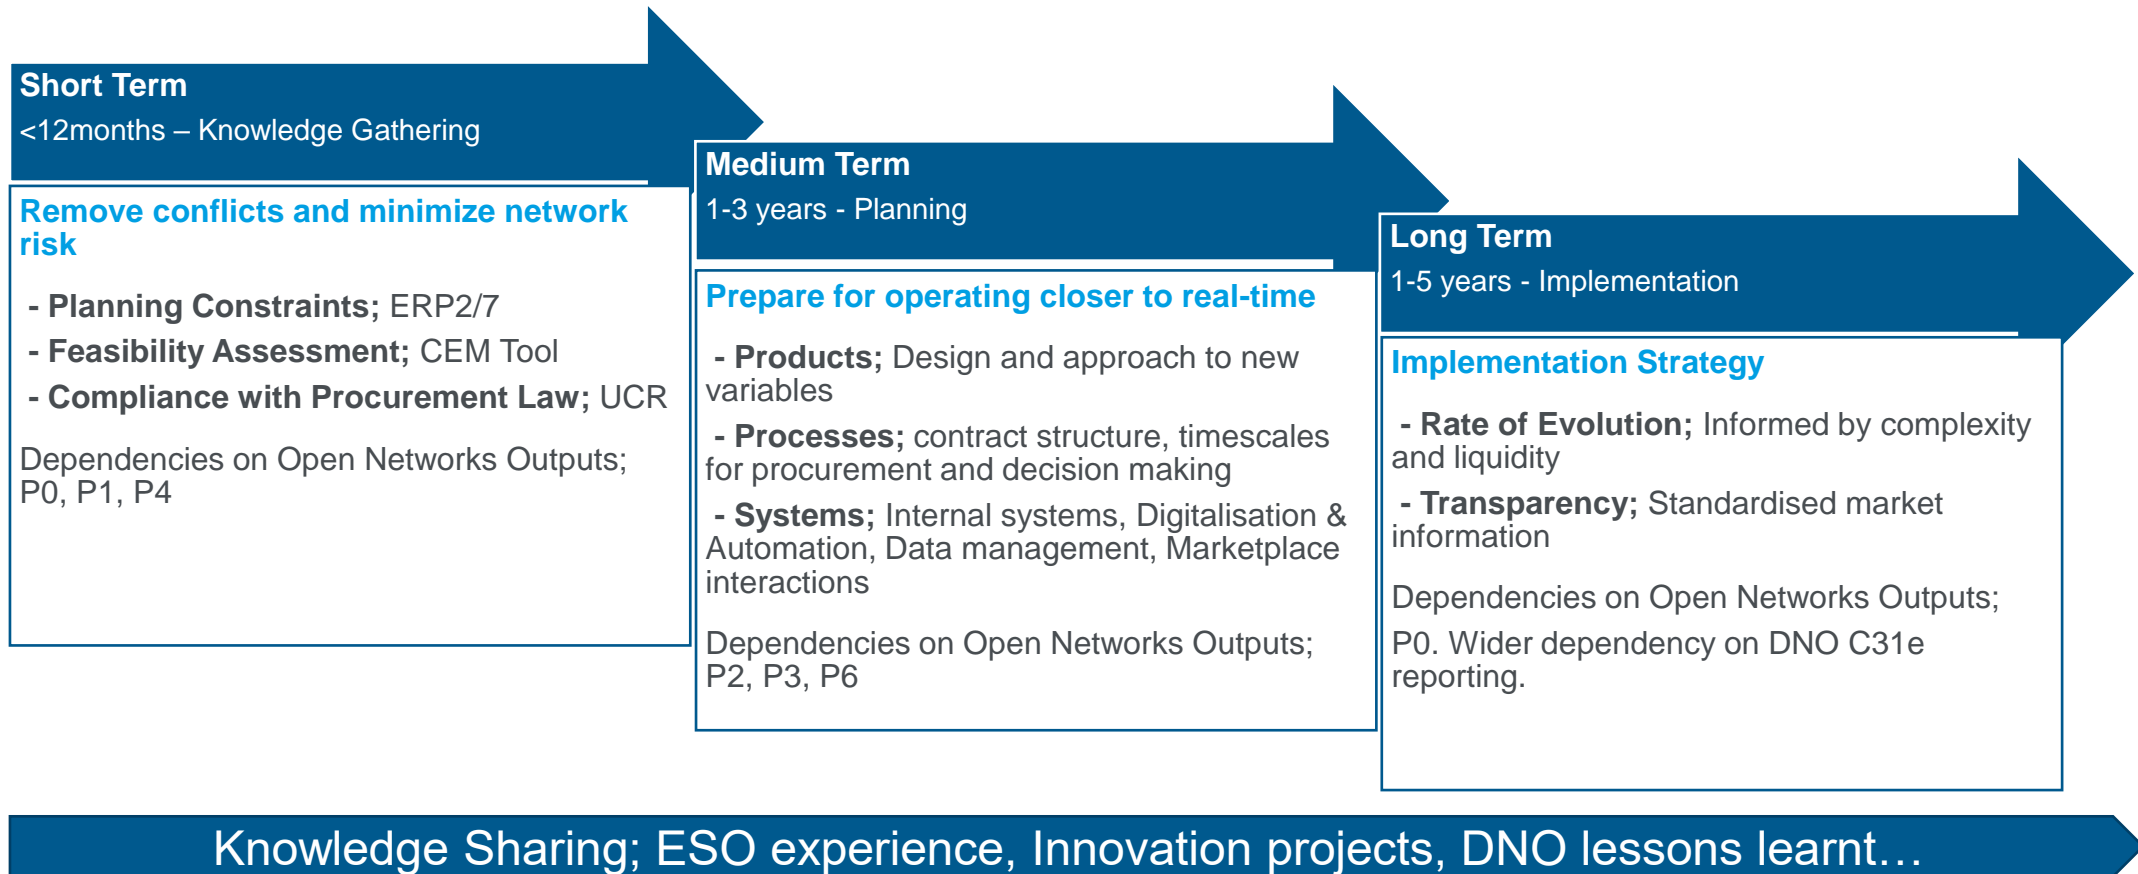 Short Term
<12months – Knowledge Gathering
Remove conflicts and minimize network
risk
- Planning Constraints; ERP2/7
- Feasibility Assessment; CEM Tool
- Compliance with Procurement Law; UCR
Dependencies on Open Networks Outputs;
P0, P1, P4
Medium Term
1-3 years - Planning
Prepare for operating closer to real-time
- Products; Design and approach to new
variables
- Processes; contract structure, timescales
for procurement and decision making
- Systems; Internal systems, Digitalisation &
Automation, Data management, Marketplace
interactions
Dependencies on Open Networks Outputs;
P2, P3, P6
Long Term
1-5 years - Implementation
Implementation Strategy
- Rate of Evolution; Informed by complexity
and liquidity
- Transparency; Standardised market
information
Dependencies on Open Networks Outputs;
P0. Wider dependency on DNO C31e
reporting.
Knowledge Sharing; ESO experience, Innovation projects, DNO lessons learnt…